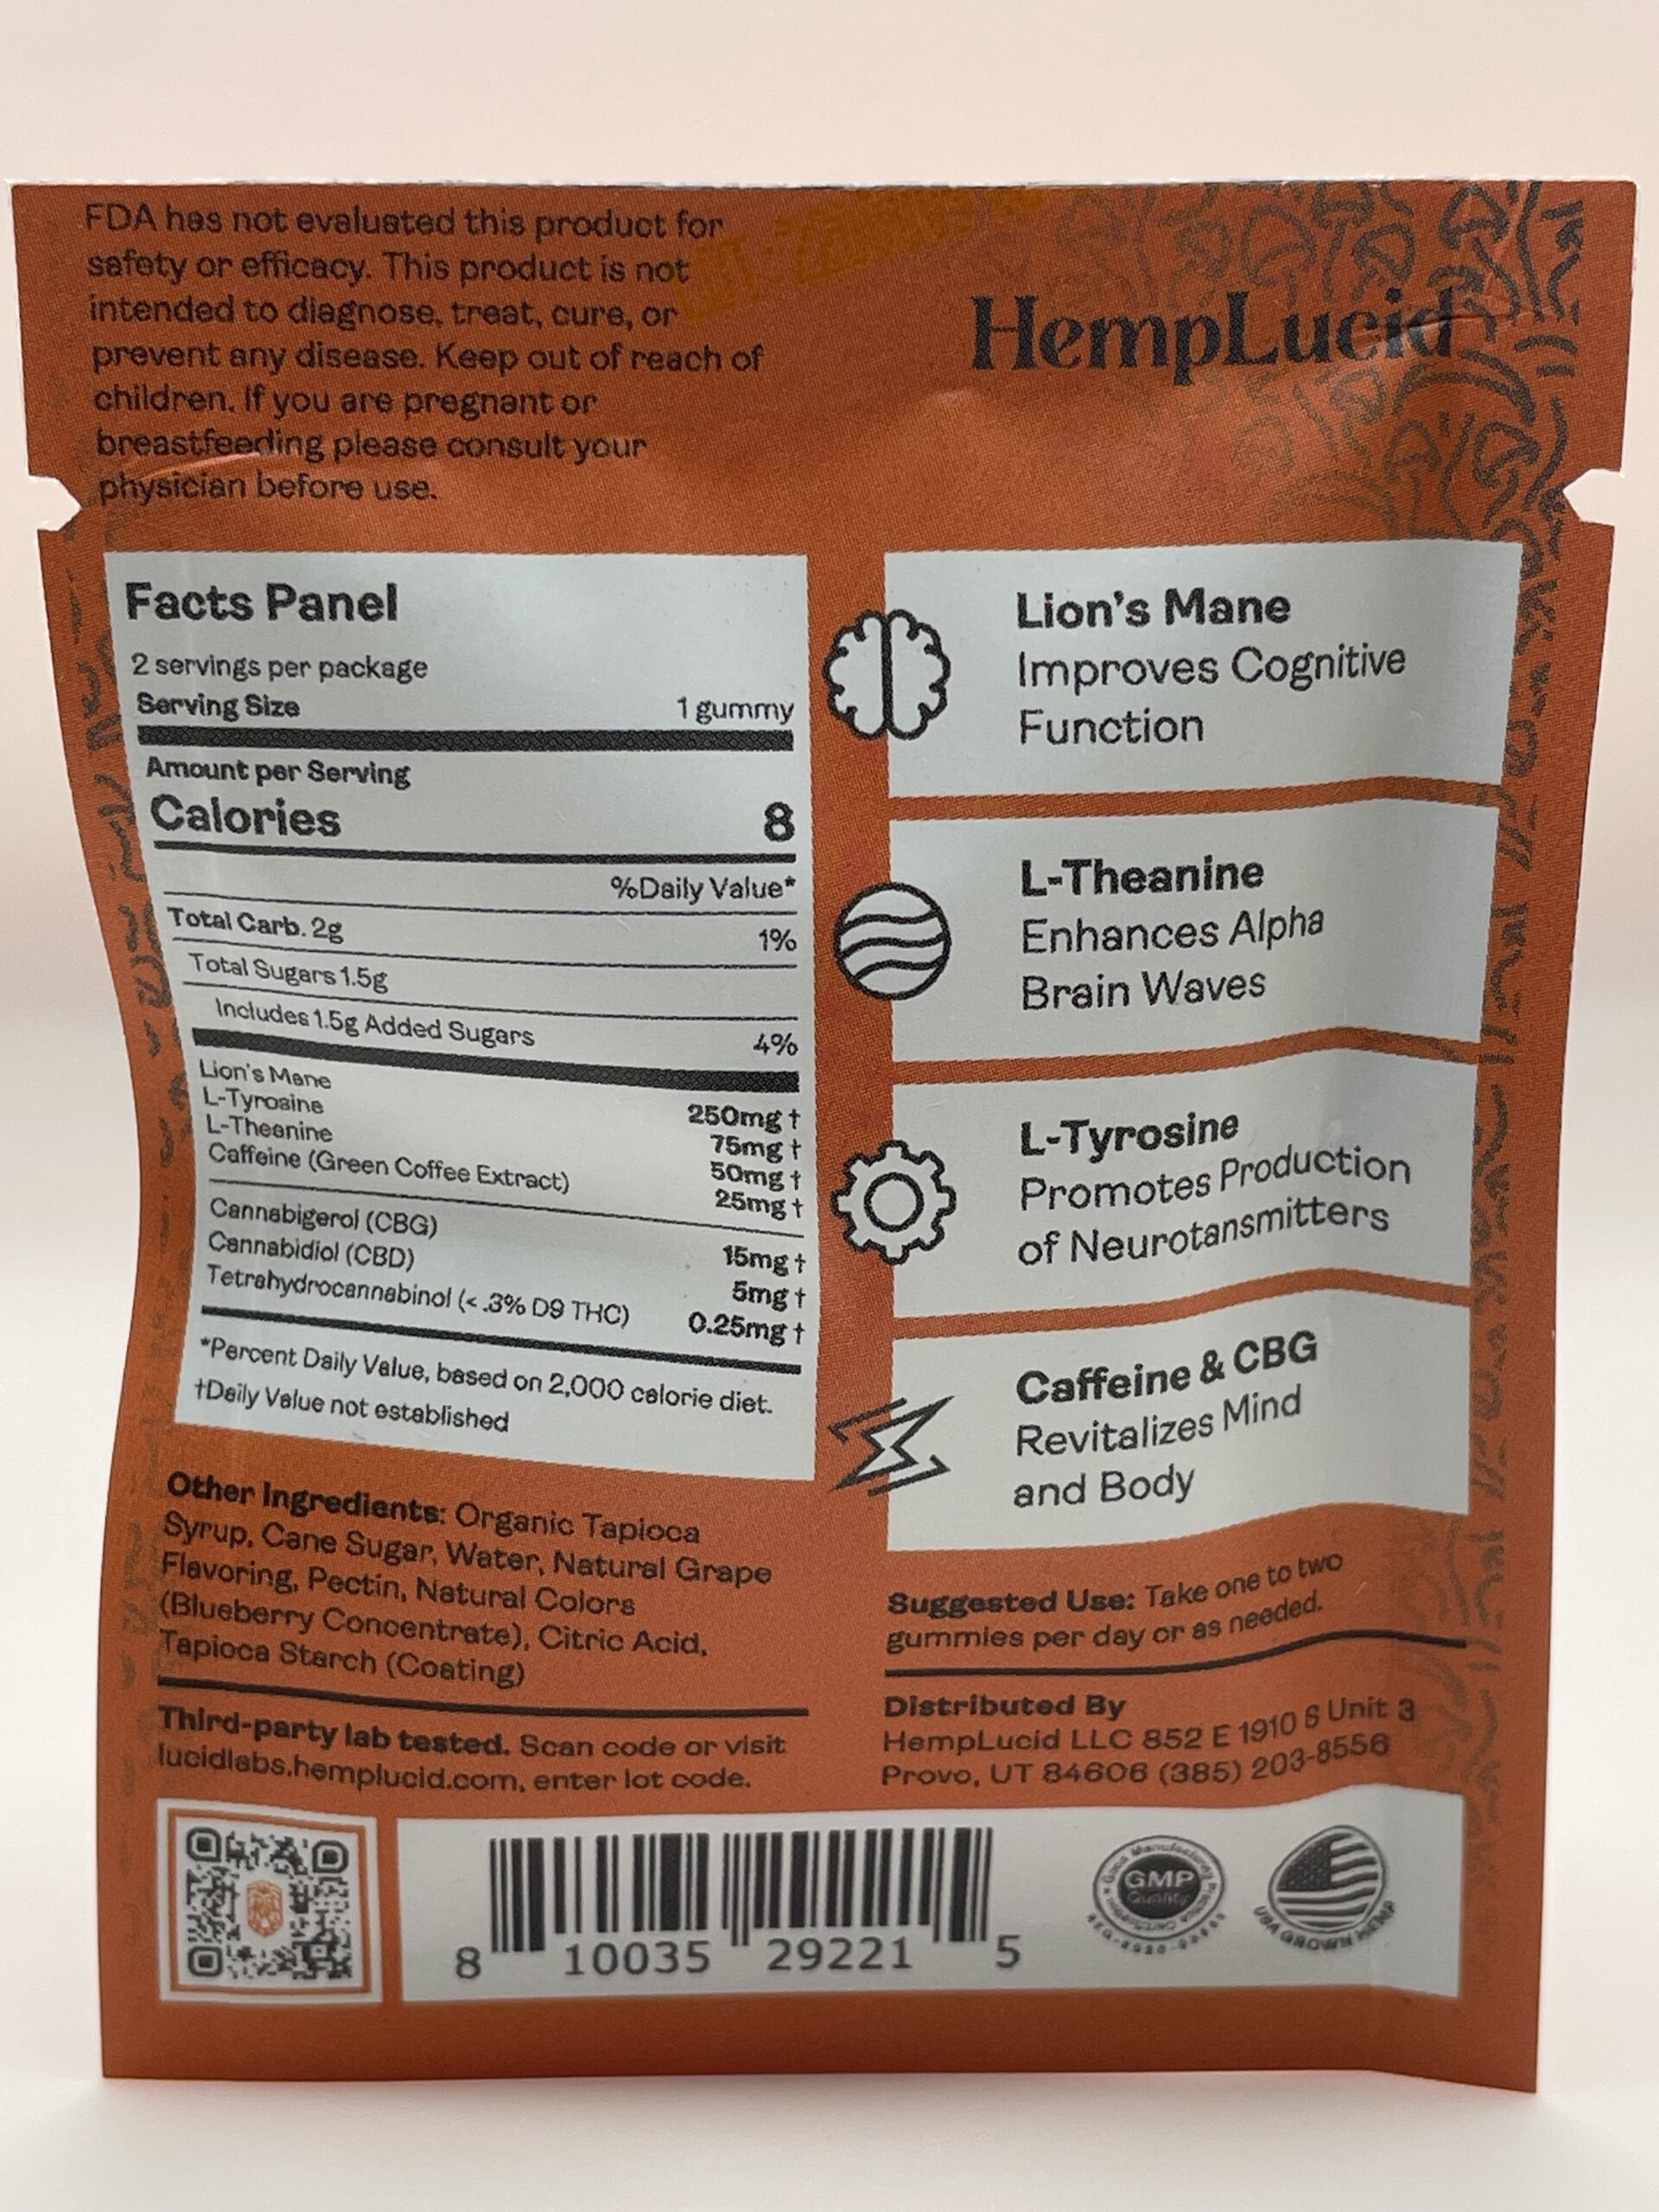 FDA has not evaluated this product for
safety or efficacy. This product is not
intended to diagnose, treat, cure, or
prevent any disease. Keep out of reach of
children. If you are pregnant or
breastfeeding please consult your
physician before use.
HempLucid
Facts Panel
2 servings per package
Serving Size 1 gummy
Amount per Serving
Calories 8
%Daily Value*
Total Carb. 2g 1%
Total Sugars 1.5g
Includes 1.5g Added Sugars 4%
Lion's Mane 250mg †
L-Tyrosine 75mg †
L-Theanine 50mg †
Caffeine (Green Coffee Extract) 25mg †
Cannabigerol (CBG) 15mg †
Cannabidiol (CBD) 5mg †
Tetrahydrocannabinol (< .3% D9 THC) 0.25mg †
*Percent Daily Value, based on 2,000 calorie diet.
†Daily Value not established
Other Ingredients: Organic Tapioca
Syrup, Cane Sugar, Water, Natural Grape
Flavoring, Pectin, Natural Colors
(Blueberry Concentrate), Citric Acid,
Tapioca Starch (Coating)
Third-party lab tested. Scan code or visit
lucidlabs.hemplucid.com, enter lot code.
Lion's Mane
Improves Cognitive
Function
L-Theanine
Enhances Alpha
Brain Waves
L-Tyrosine
Promotes Production
of Neurotansmitters
Caffeine & CBG
Revitalizes Mind
and Body
Suggested Use: Take one to two
gummies per day or as needed.
Distributed By
HempLucid LLC 852 E 1910 S Unit 3
Provo, UT 84606 (385) 203-8556
8 10035 29221 5
Good Manufacturing Practice Certification
GMP
Quality
USA GROWN HEMP